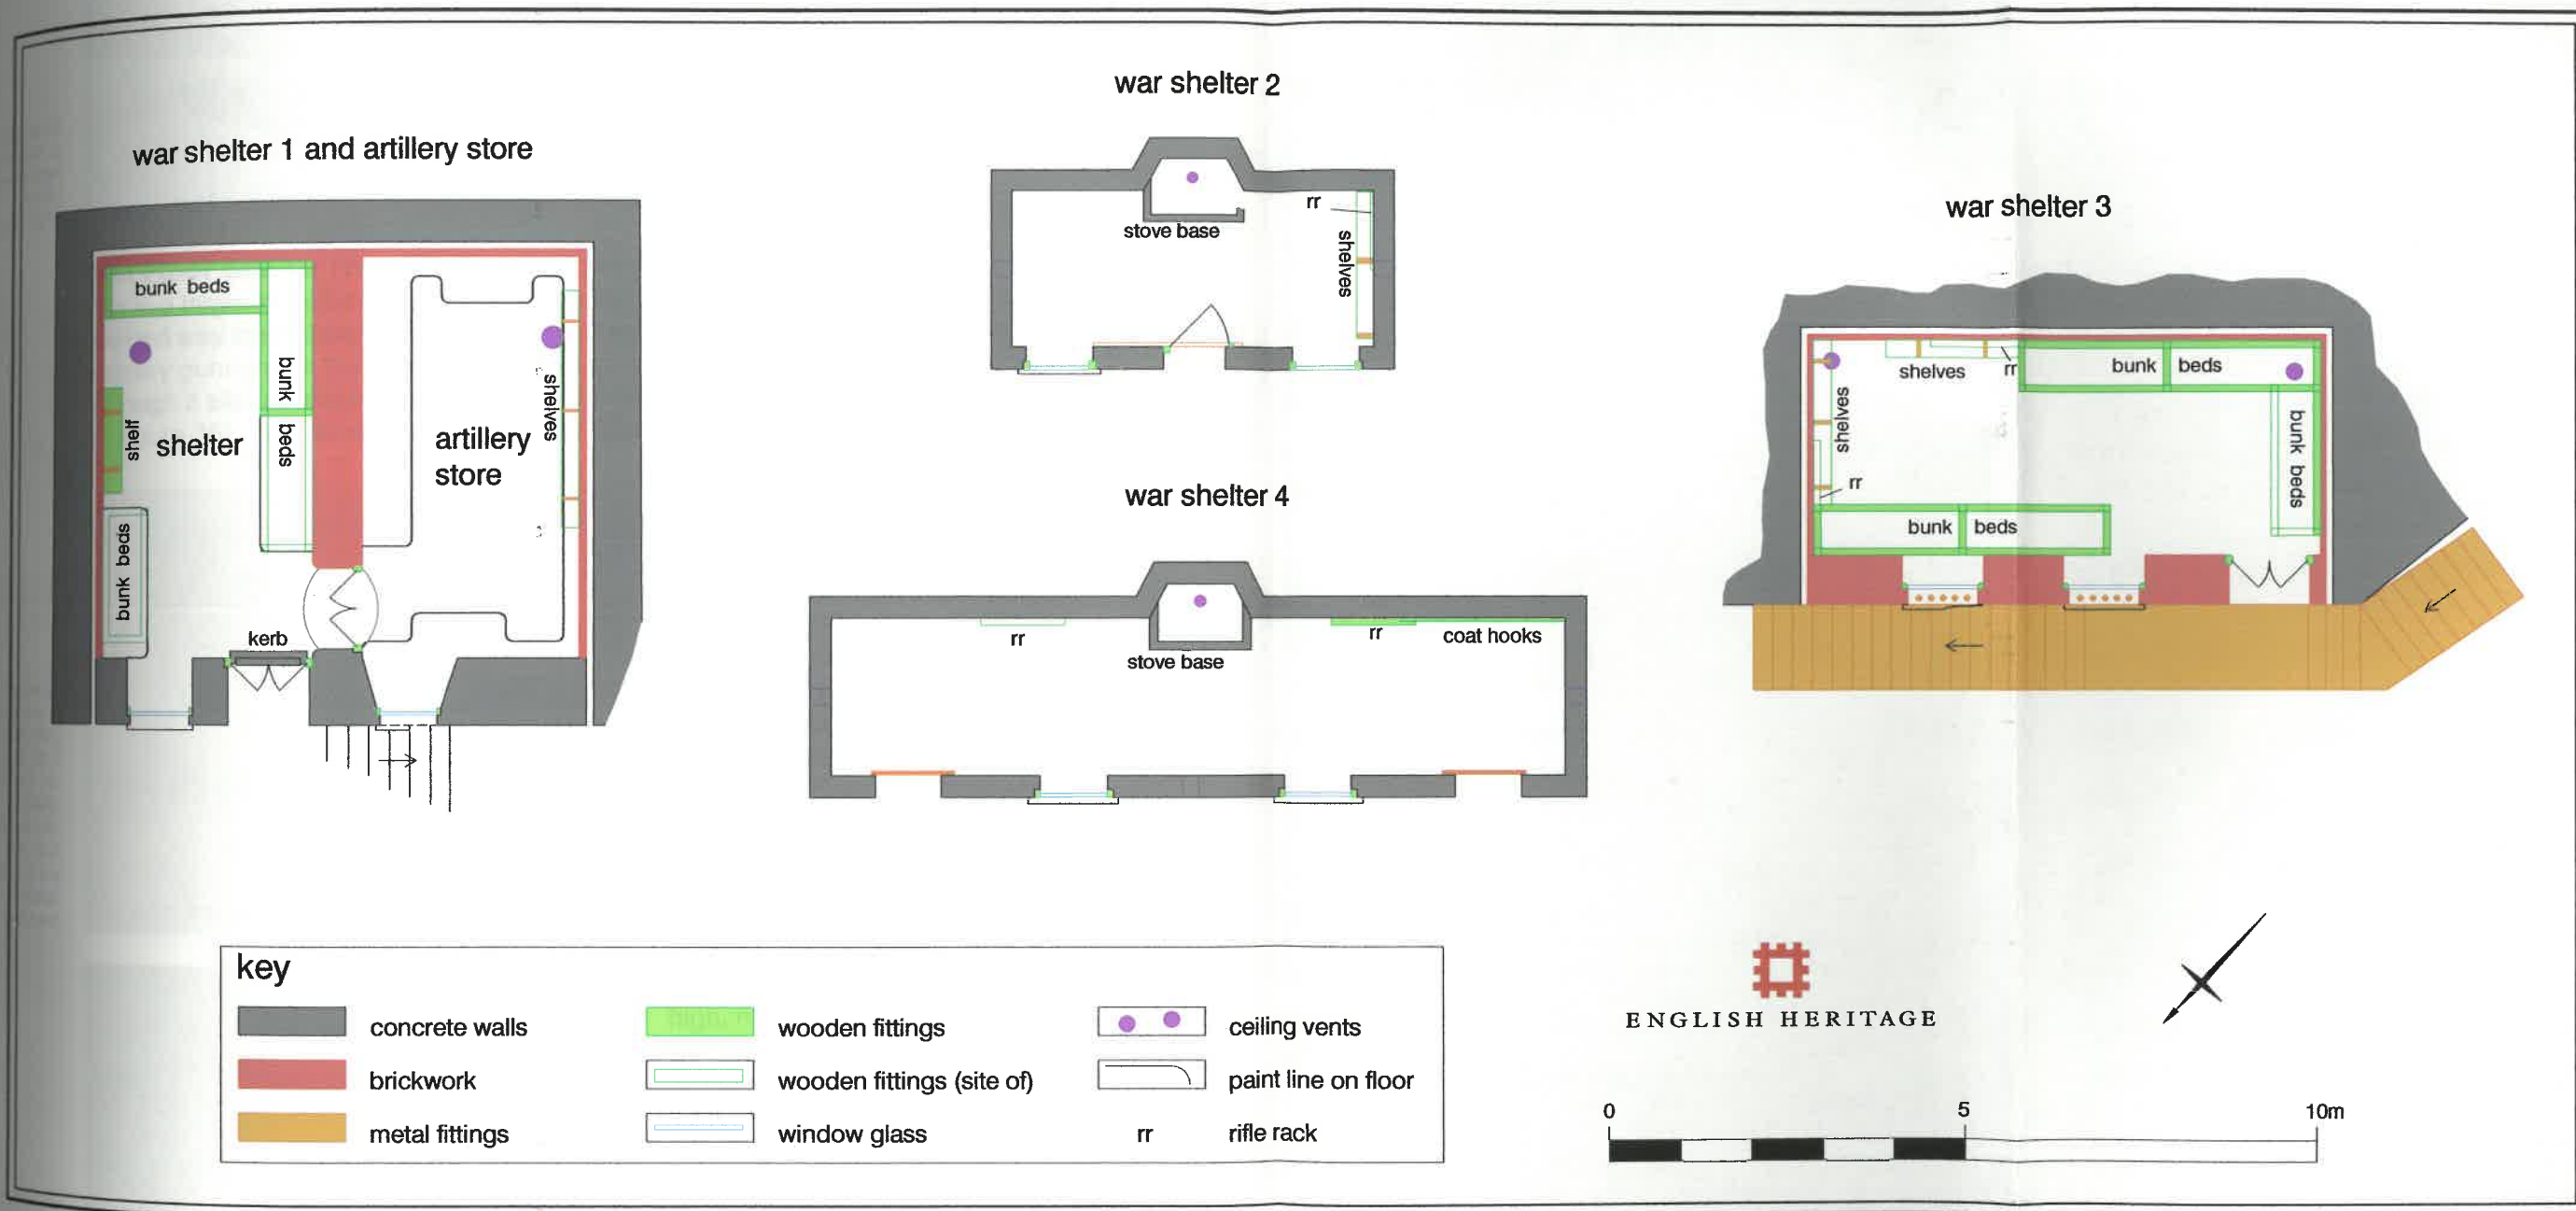 war shelter 1 and artillery store
bunk beds
bunk
beds
shelf
shelter
bunk beds
kerb
artillery
store
shelves
war shelter 2
rr
stove base
shelves
war shelter 4
rr
stove base
rr
coat hooks
war shelter 3
shelves
rr
bunk beds
shelves
rr
bunk beds
bunk beds
key
concrete walls
brickwork
metal fittings
wooden fittings
wooden fittings (site of)
window glass
ceiling vents
paint line on floor
rr rifle rack
ENGLISH HERITAGE
0 5 10m